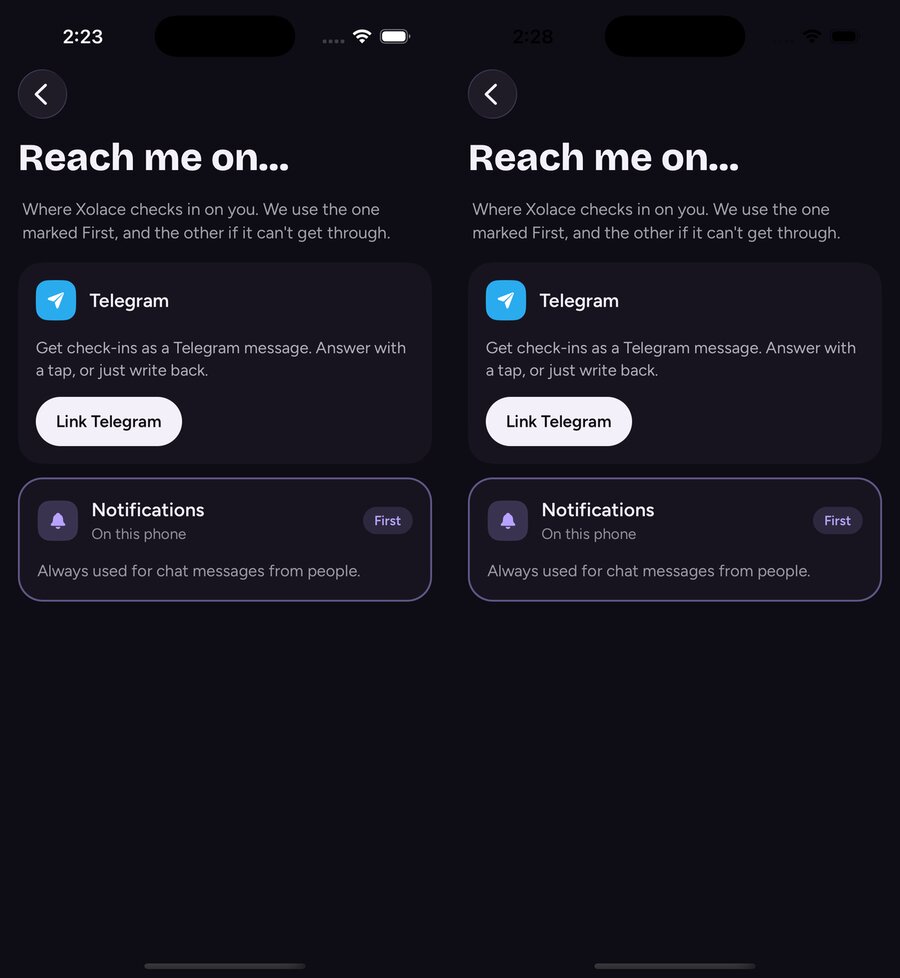 2:23
Reach me on...
Where Xolace checks in on you. We use the one
marked First, and the other if it can't get through.
Telegram
Get check-ins as a Telegram message. Answer with
a tap, or just write back.
Link Telegram
Notifications
On this phone
First
Always used for chat messages from people.
2:28
Reach me on...
Where Xolace checks in on you. We use the one
marked First, and the other if it can't get through.
Telegram
Get check-ins as a Telegram message. Answer with
a tap, or just write back.
Link Telegram
Notifications
On this phone
First
Always used for chat messages from people.